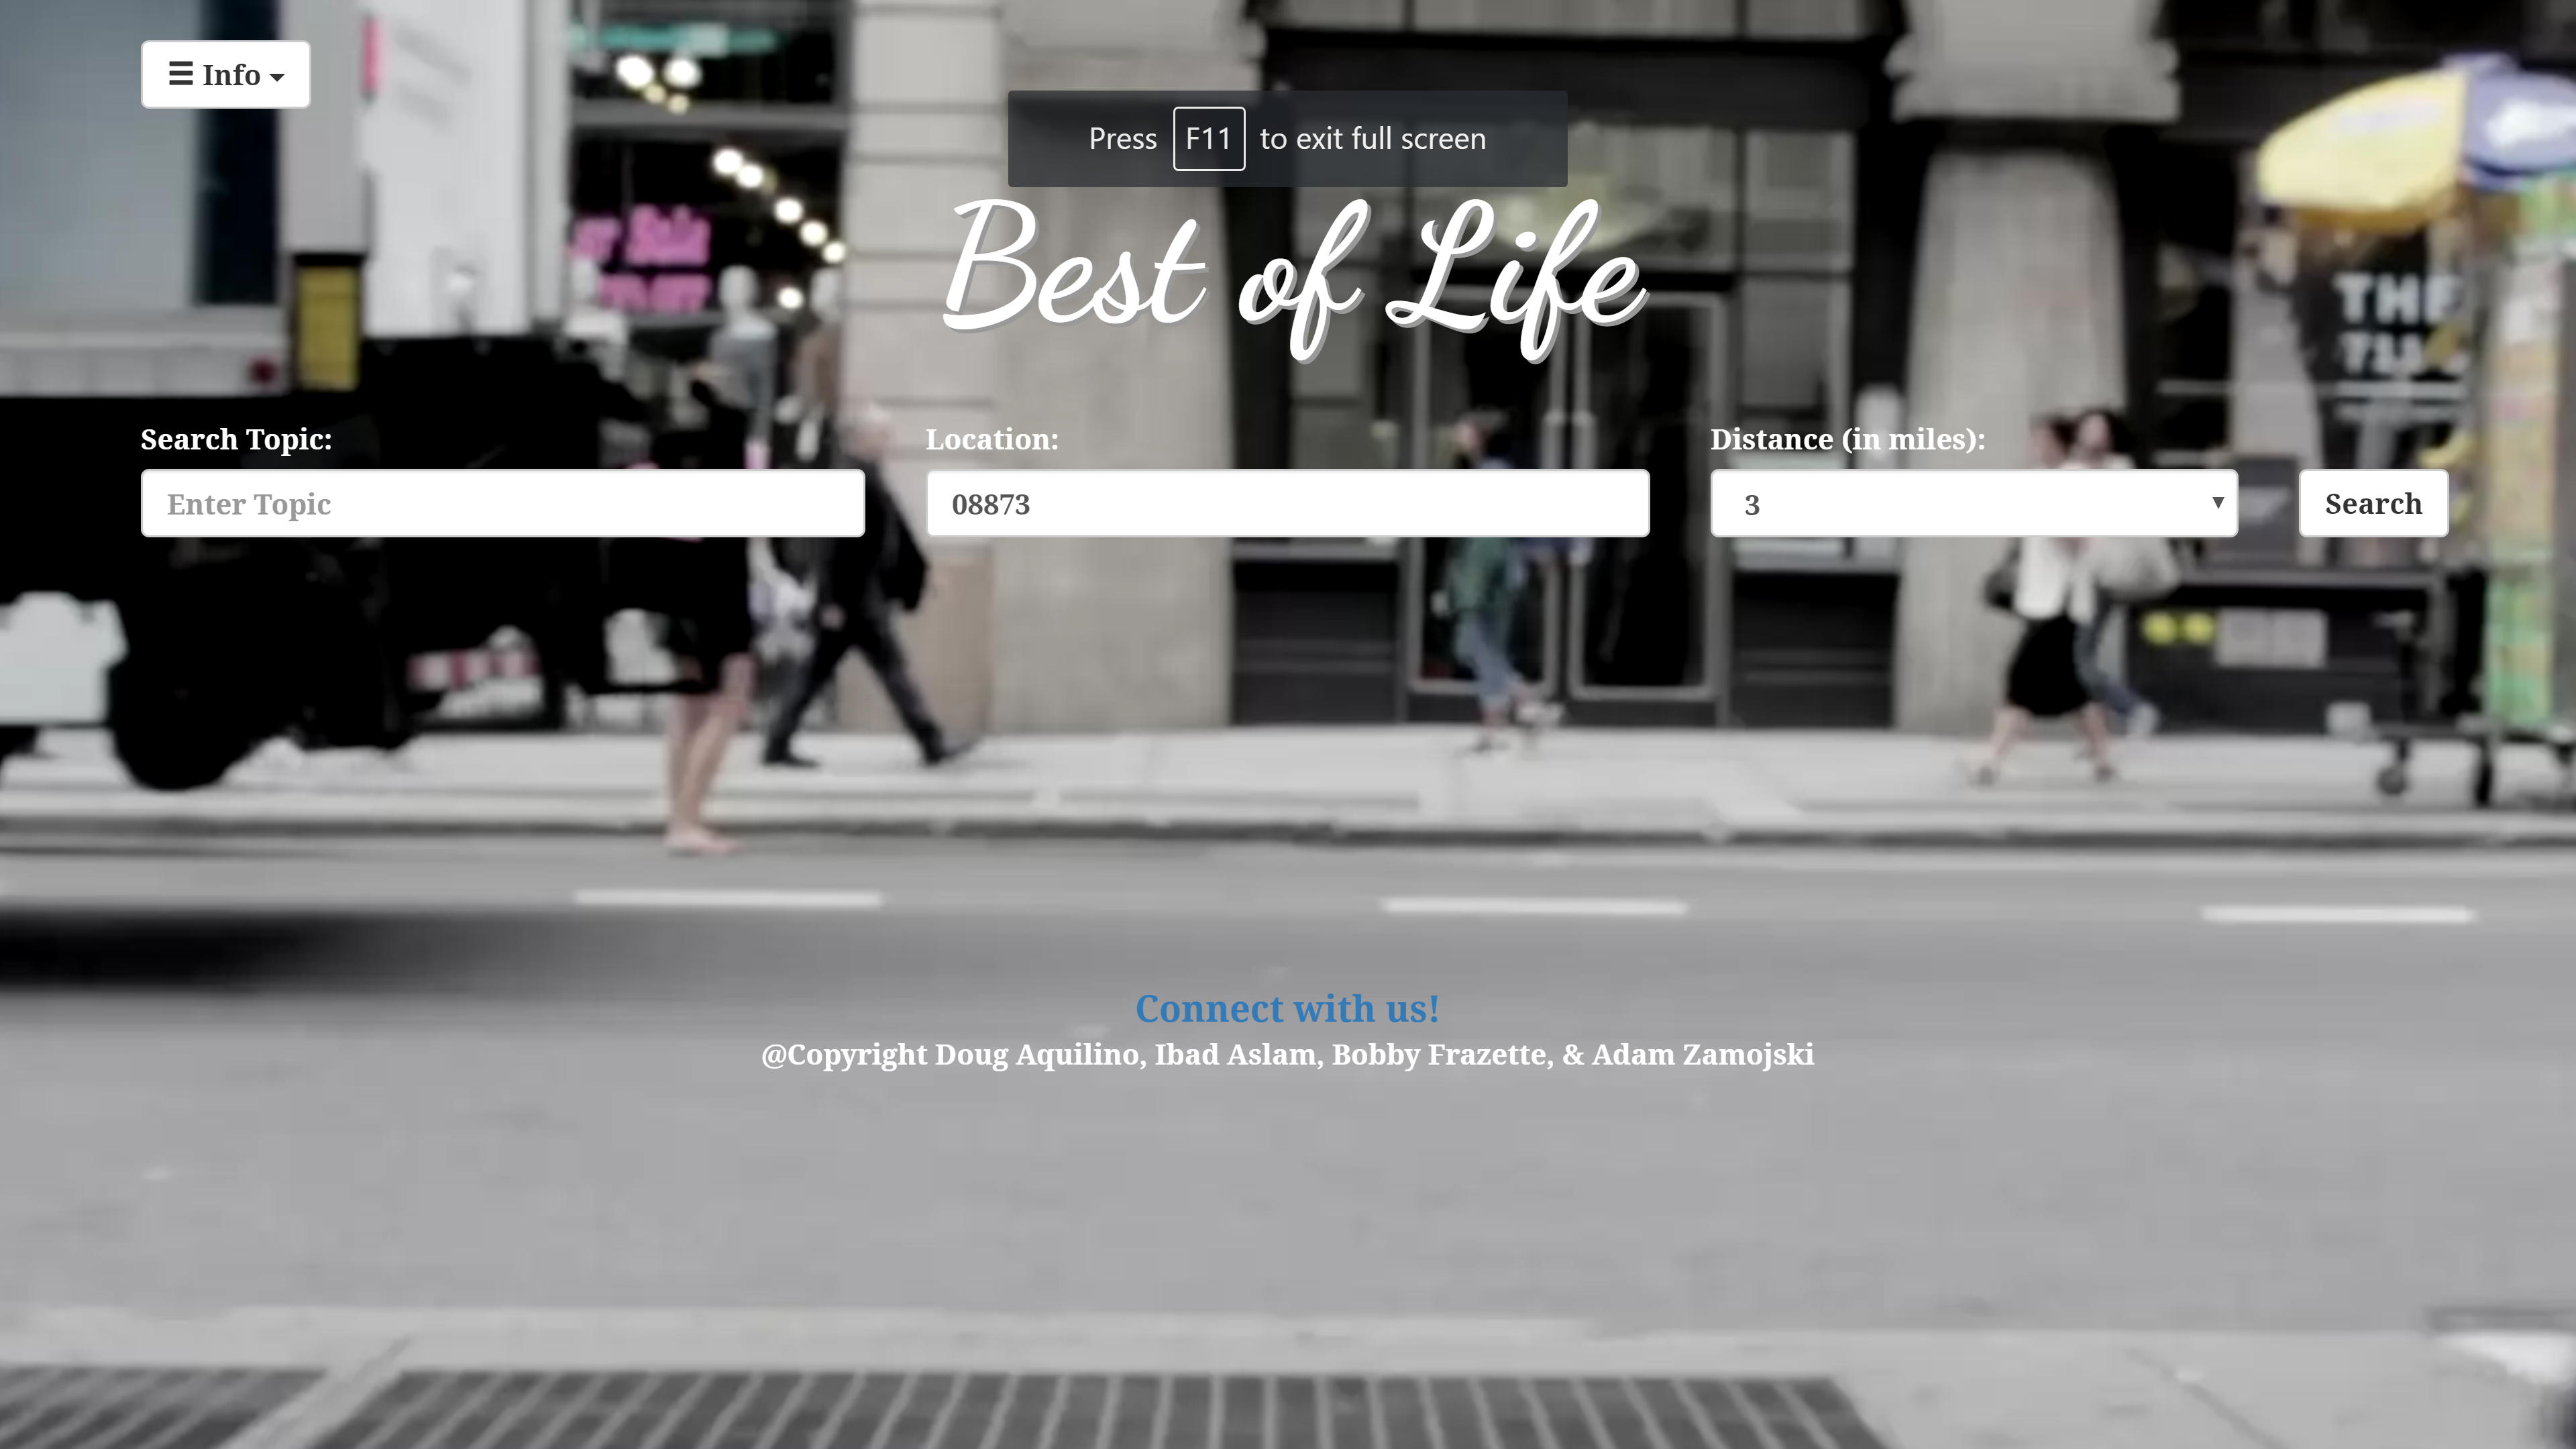 Info
Press F11 to exit full screen
Best of Life
Search Topic:
Location:
Distance (in miles):
Enter Topic
08873
3
Search
THE
Connect with us!
@Copyright Doug Aquilino, Ibad Aslam, Bobby Frazette, & Adam Zamojski